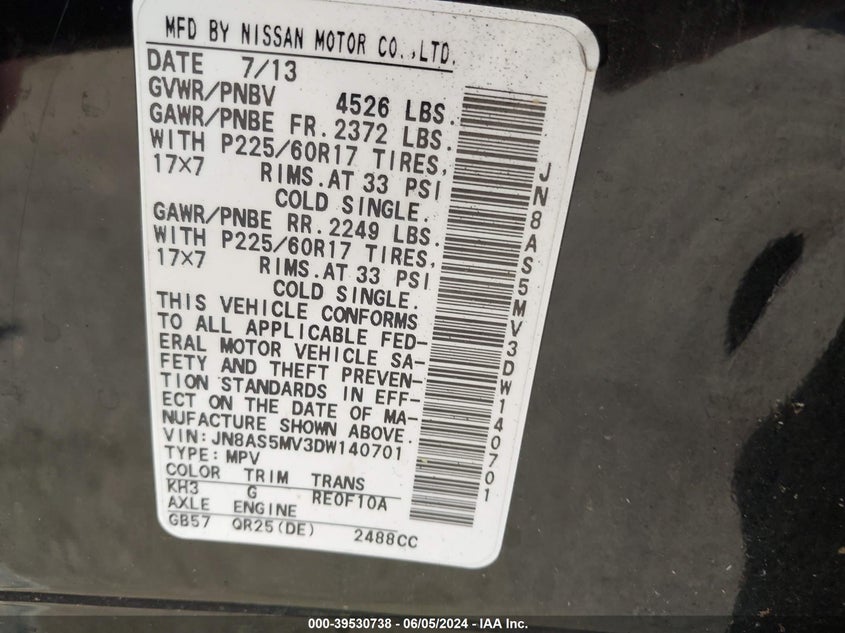 MFD BY NISSAN MOTOR CO.,LTD.
DATE 7/13
GVWR/PNBV 4526 LBS.
GAWR/PNBE FR. 2372 LBS.
WITH P225/60R17 TIRES,
17×7 RIMS.AT 33 PSI
COLD SINGLE.
GAWR/PNBE RR. 2249 LBS.
WITH P225/60R17 TIRES,
17×7 RIMS.AT 33 PSI
COLD SINGLE.
THIS VEHICLE CONFORMS
TO ALL APPLICABLE FED-
ERAL MOTOR VEHICLE SA-
FETY AND THEFT PREVEN-
TION STANDARDS IN EFF-
ECT ON THE DATE OF MA-
NUFACTURE SHOWN ABOVE.
VIN: JN8AS5MV3DW140701
TYPE: MPV
COLOR TRIM TRANS
KH3 G RE0F10A
AXLE ENGINE
GB57 QR25(DE) 2488CC
JN8AS5MV3DW140701
000-39530738 - 06/05/2024 - IAA Inc.